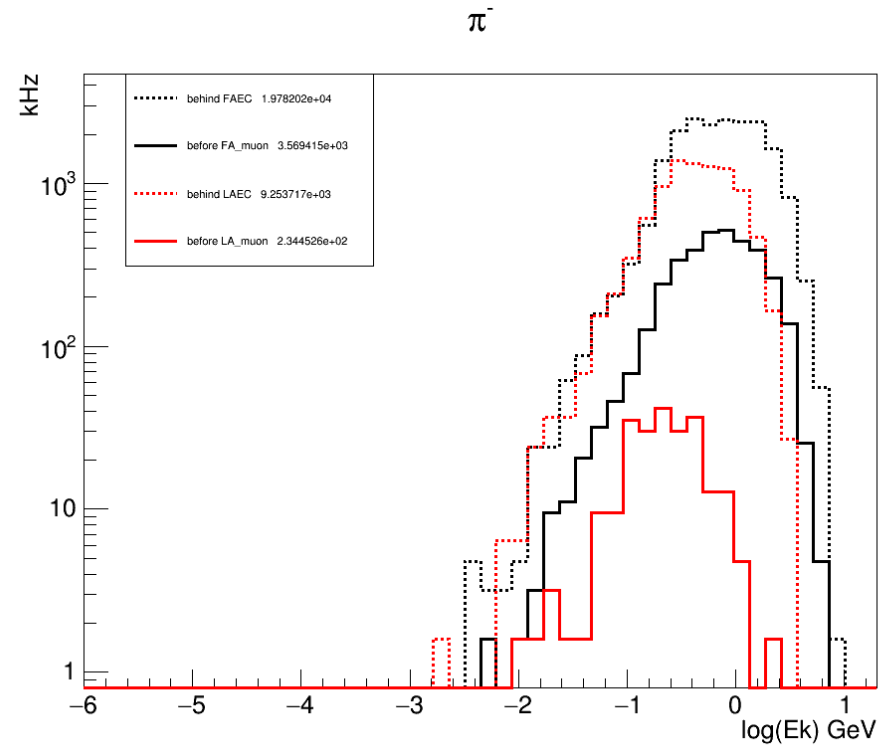 π⁻
kHz
behind FAEC 1.978202e+04
before FA_muon 3.569415e+03
behind LAEC 9.253717e+03
before LA_muon 2.344526e+02
10³
10²
10
1
−6 −5 −4 −3 −2 −1 0 1
log(Ek) GeV